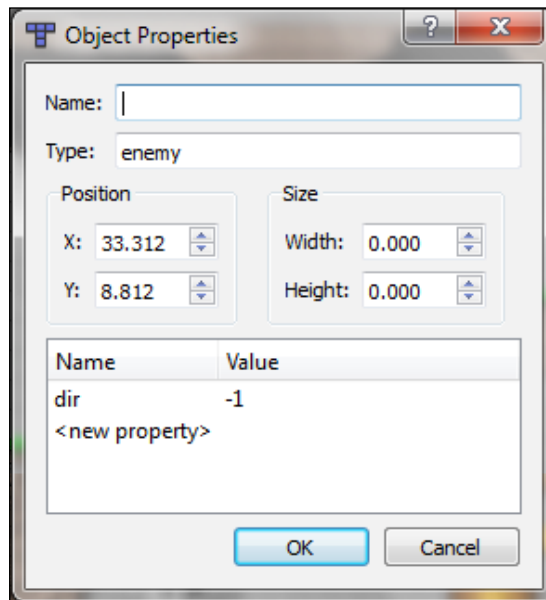 Object Properties
Name:
Type: enemy
Position
X: 33.312
Y: 8.812
Size
Width: 0.000
Height: 0.000
Name Value
dir -1
<new property>
OK Cancel